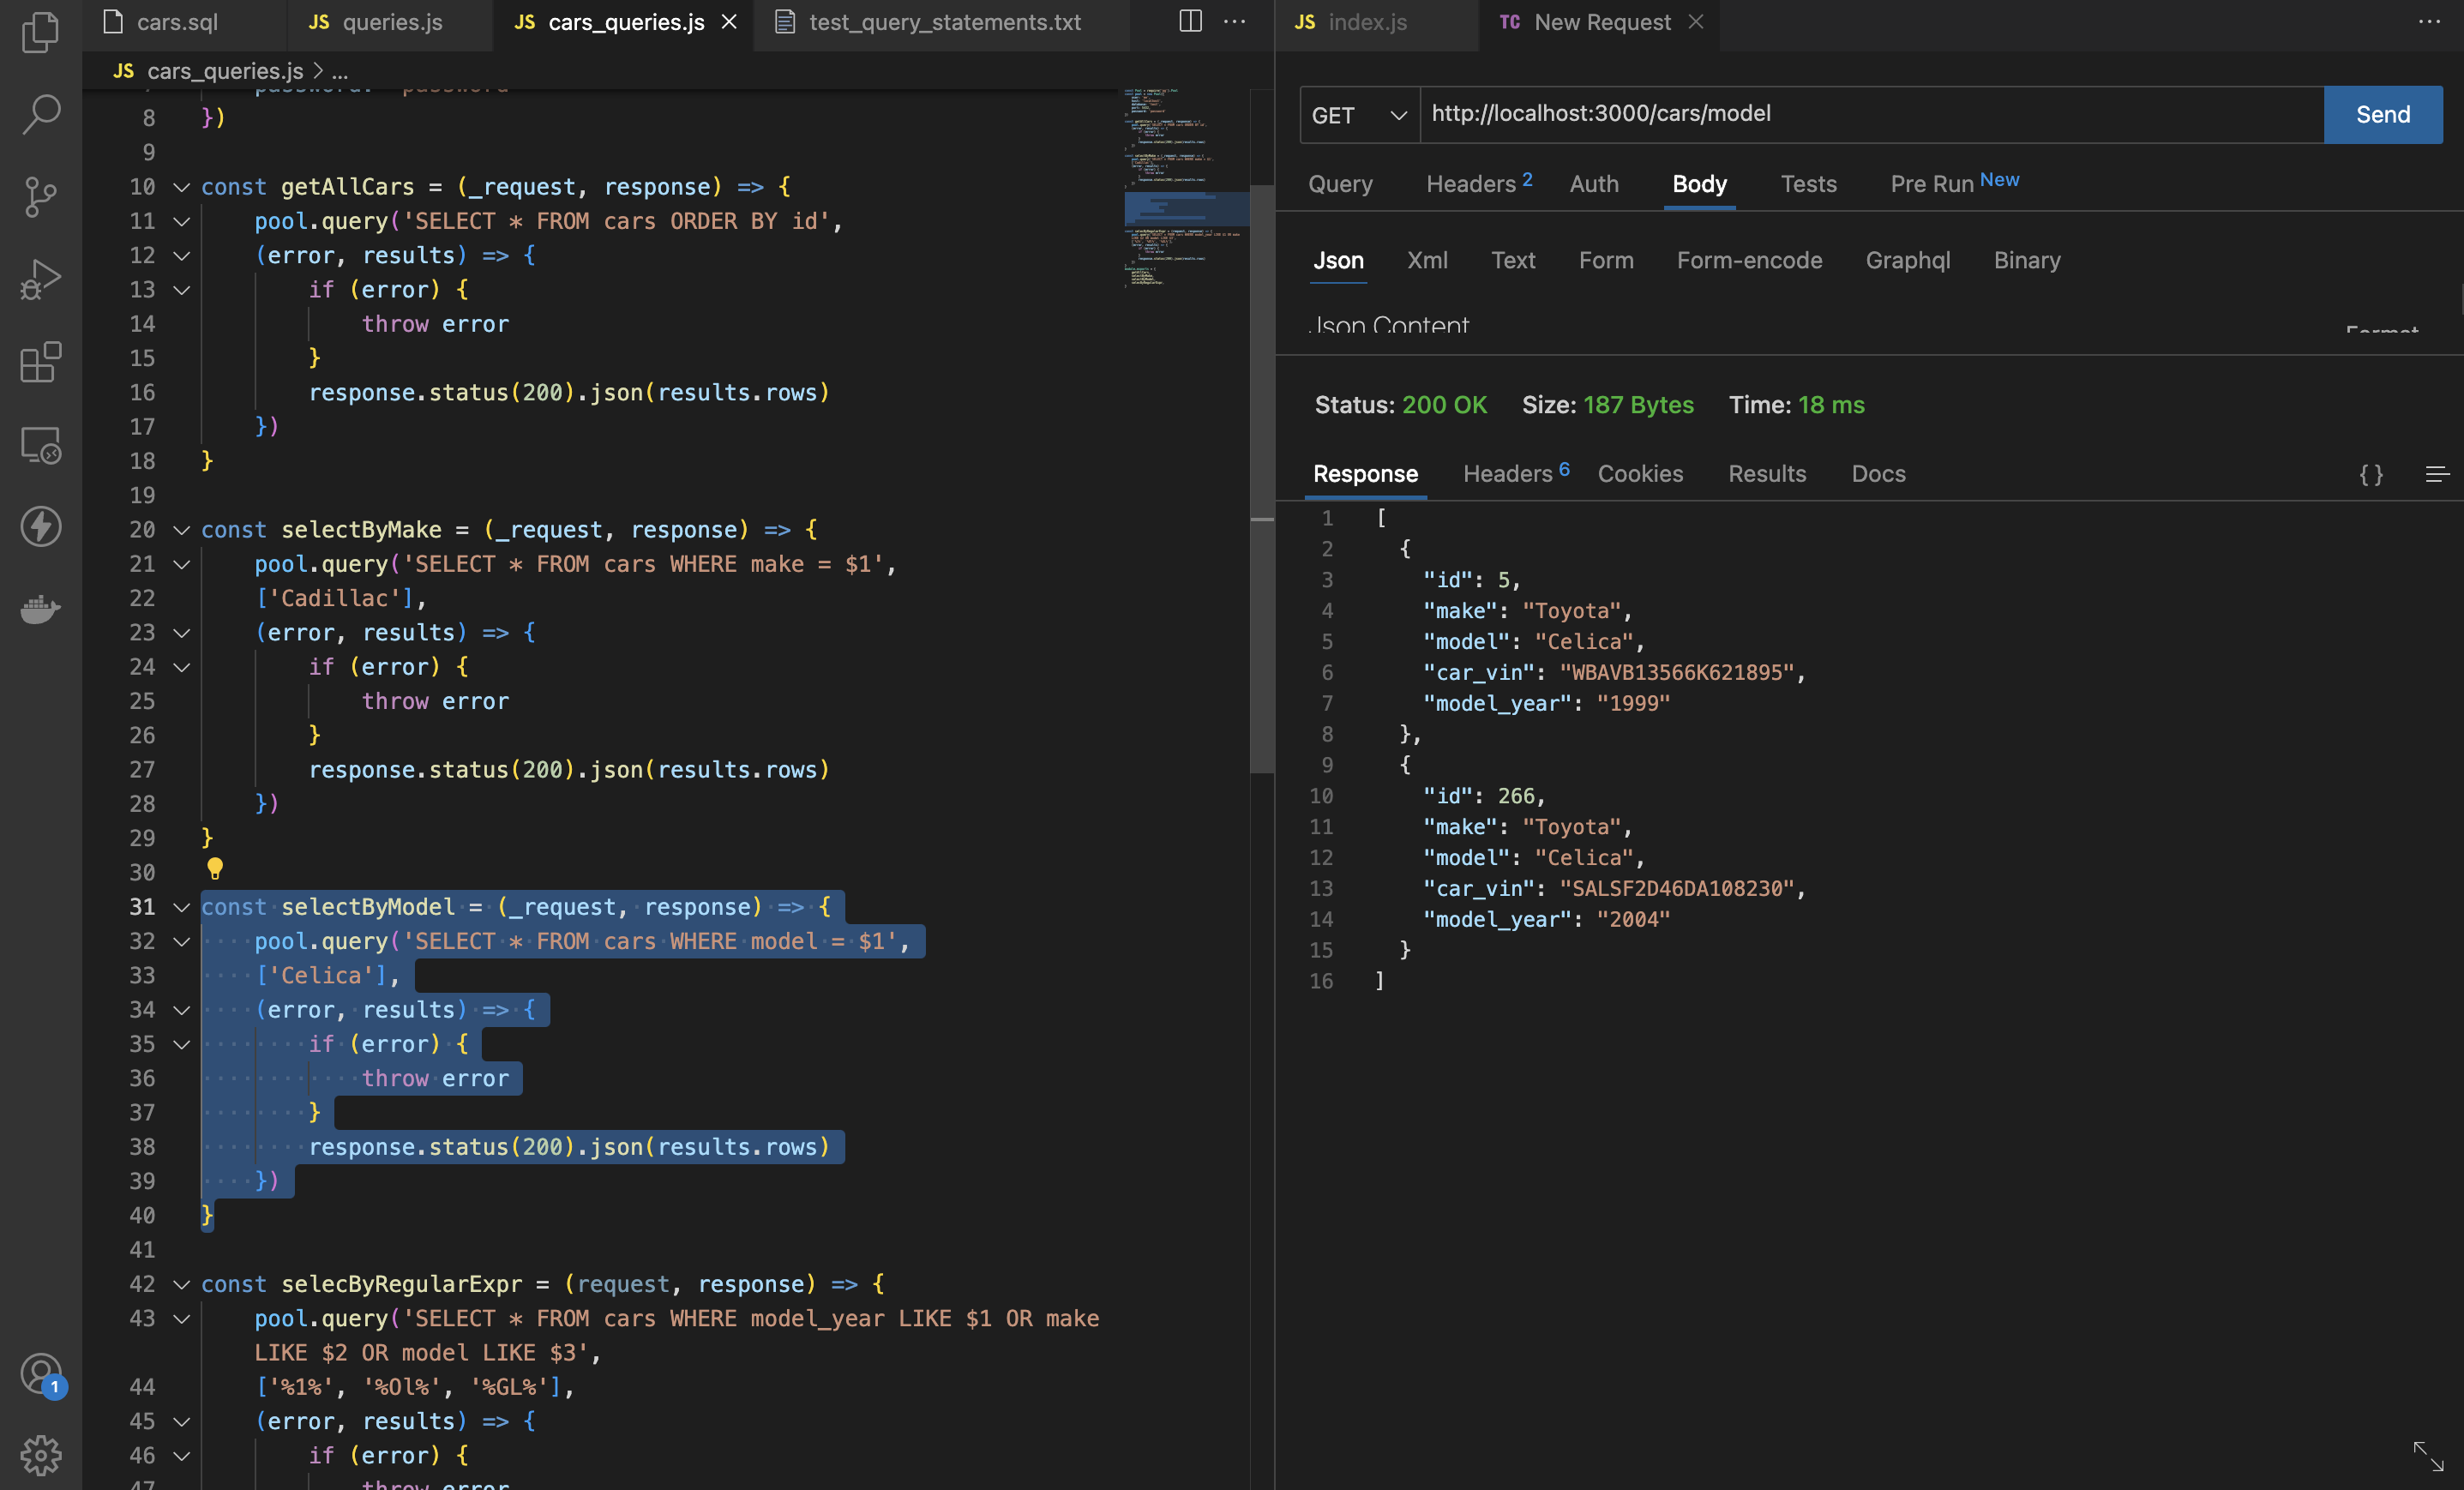 cars.sql
JS queries.js
JS cars_queries.js
test_query_statements.txt
JS index.js
TC New Request
JS cars_queries.js > ...
8 })
9
10 const getAllCars = (_request, response) => {
11 pool.query('SELECT * FROM cars ORDER BY id',
12 (error, results) => {
13 if (error) {
14 throw error
15 }
16 response.status(200).json(results.rows)
17 })
18 }
19
20 const selectByMake = (_request, response) => {
21 pool.query('SELECT * FROM cars WHERE make = $1',
22 ['Cadillac'],
23 (error, results) => {
24 if (error) {
25 throw error
26 }
27 response.status(200).json(results.rows)
28 })
29 }
30
31 const selectByModel = (_request, response) => {
32 pool.query('SELECT * FROM cars WHERE model = $1',
33 ['Celica'],
34 (error, results) => {
35 if (error) {
36 throw error
37 }
38 response.status(200).json(results.rows)
39 })
40 }
41
42 const selecByRegularExpr = (request, response) => {
43 pool.query('SELECT * FROM cars WHERE model_year LIKE $1 OR make
LIKE $2 OR model LIKE $3',
44 ['%1%', '%Ol%', '%GL%'],
45 (error, results) => {
46 if (error) {
47 throw error
1
GET
http://localhost:3000/cars/model
Send
Query
Headers 2
Auth
Body
Tests
Pre Run New
Json
Xml
Text
Form
Form-encode
Graphql
Binary
Json Content
Format
Status: 200 OK
Size: 187 Bytes
Time: 18 ms
Response
Headers 6
Cookies
Results
Docs
{}
1 [
2 {
3 "id": 5,
4 "make": "Toyota",
5 "model": "Celica",
6 "car_vin": "WBAVB13566K621895",
7 "model_year": "1999"
8 },
9 {
10 "id": 266,
11 "make": "Toyota",
12 "model": "Celica",
13 "car_vin": "SALSF2D46DA108230",
14 "model_year": "2004"
15 }
16 ]